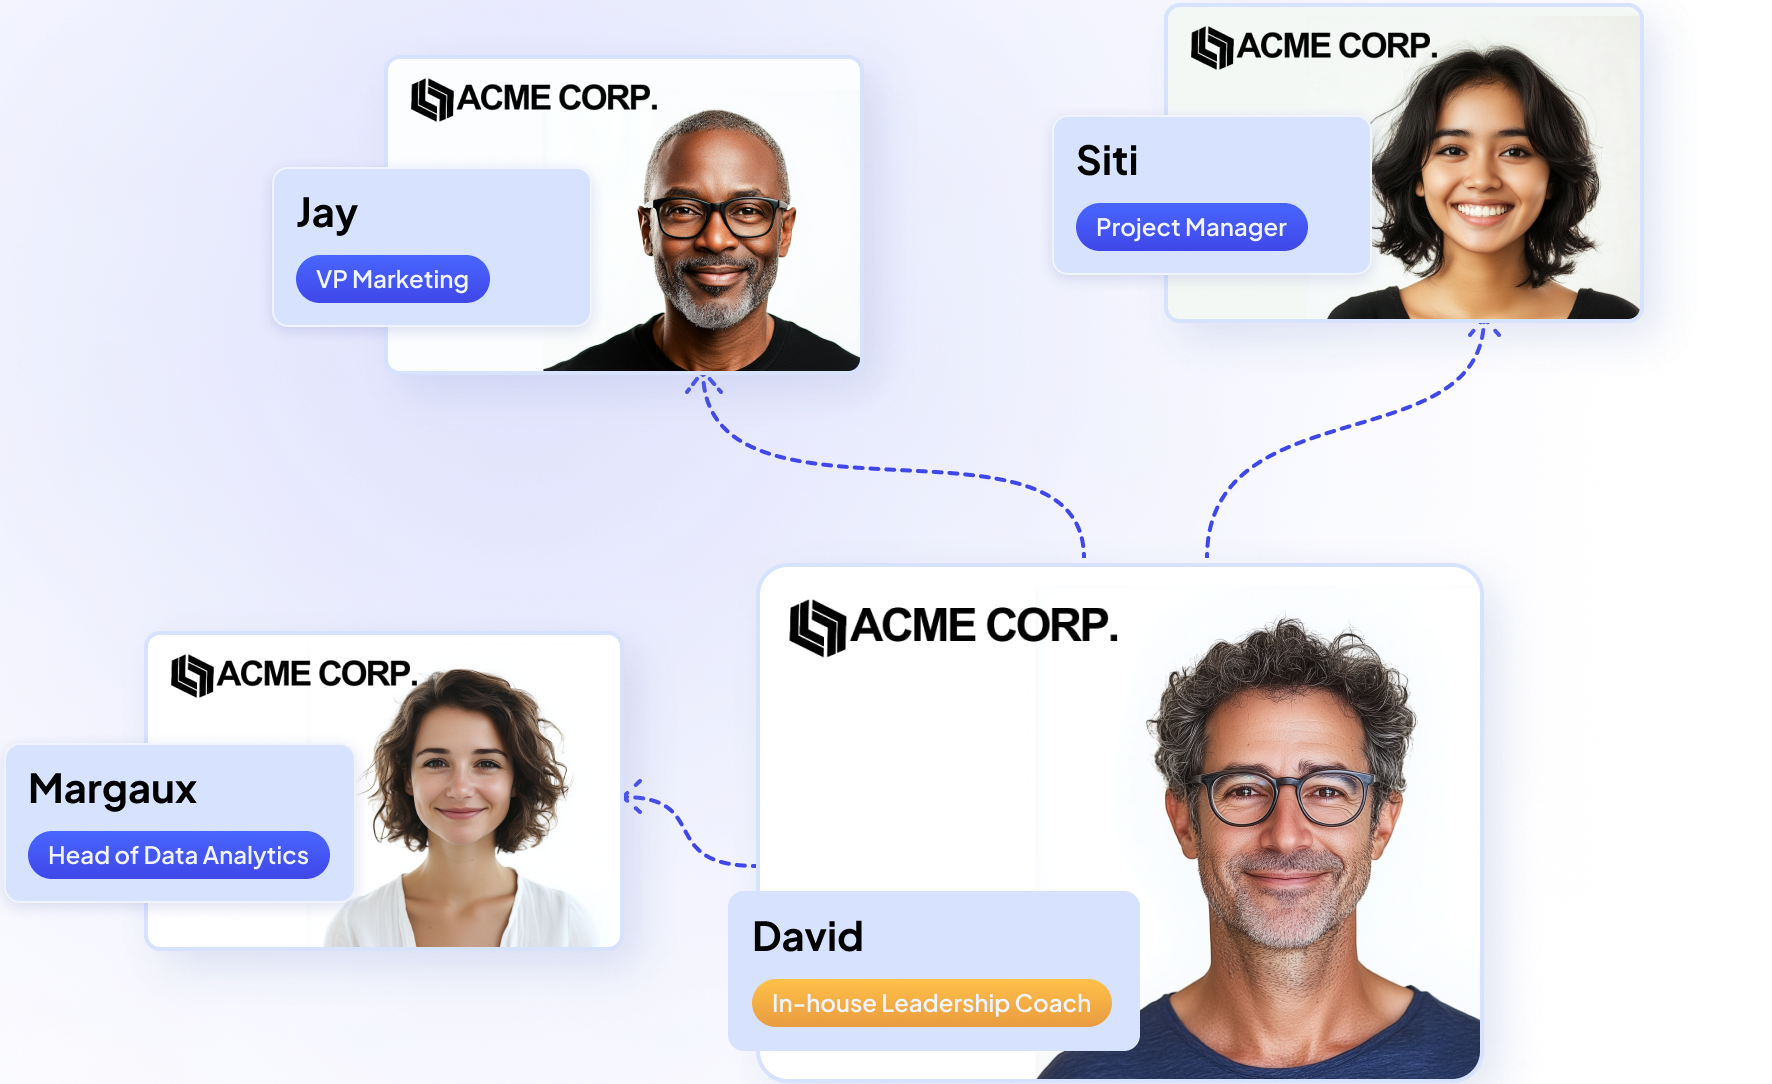 ACME CORP.
Jay
VP Marketing
ACME CORP.
Siti
Project Manager
ACME CORP.
Margaux
Head of Data Analytics
ACME CORP.
David
In-house Leadership Coach